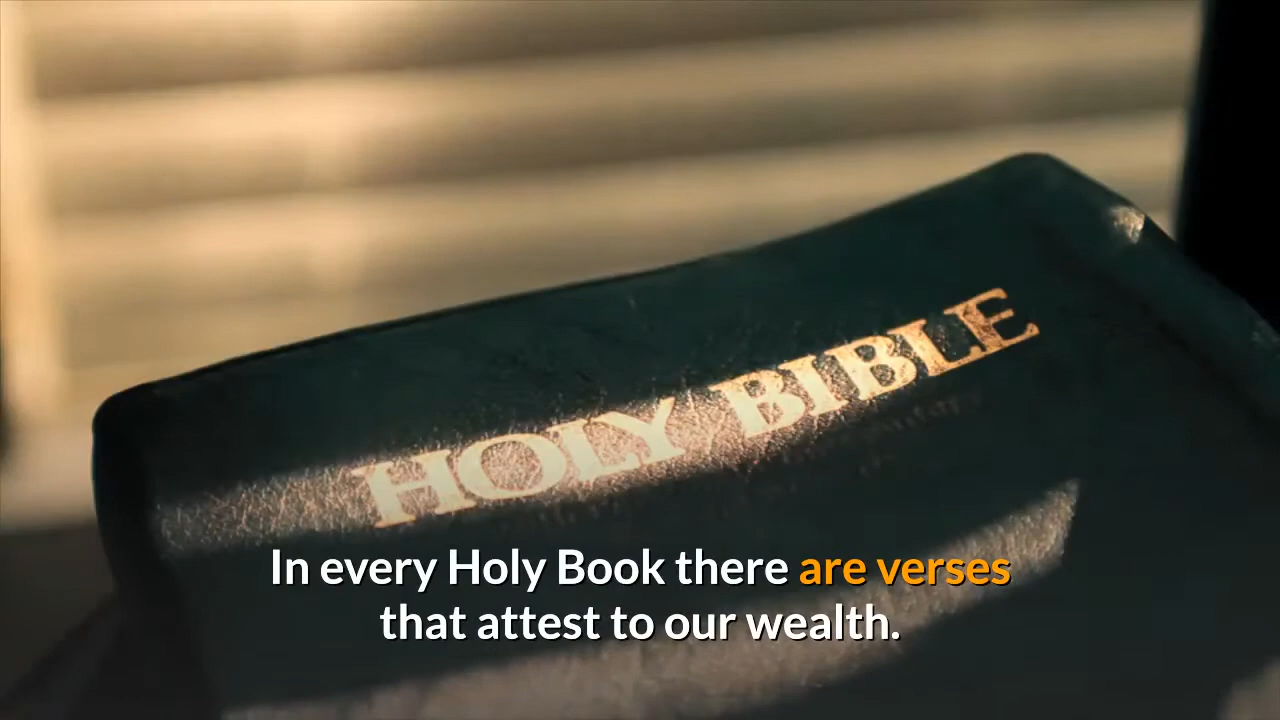 HOLY BIBLE
In every Holy Book there are verses
that attest to our wealth.